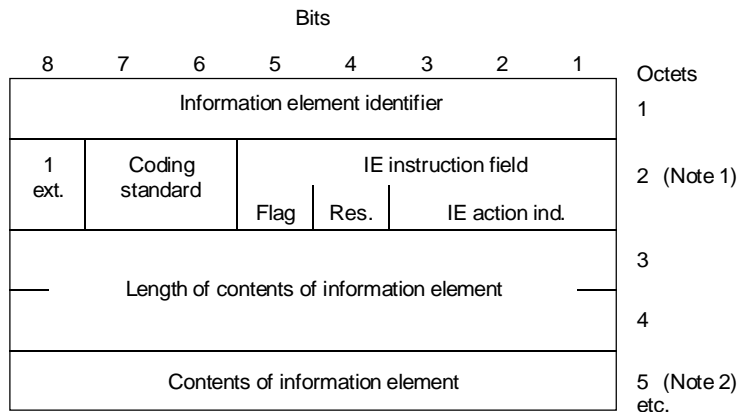 Bits
8 7 6 5 4 3 2 1 Octets
Information element identifier 1
1 Coding IE instruction field 2 (Note 1)
ext. standard
Flag Res. IE action ind.
3
Length of contents of information element
4
Contents of information element 5 (Note 2)
etc.